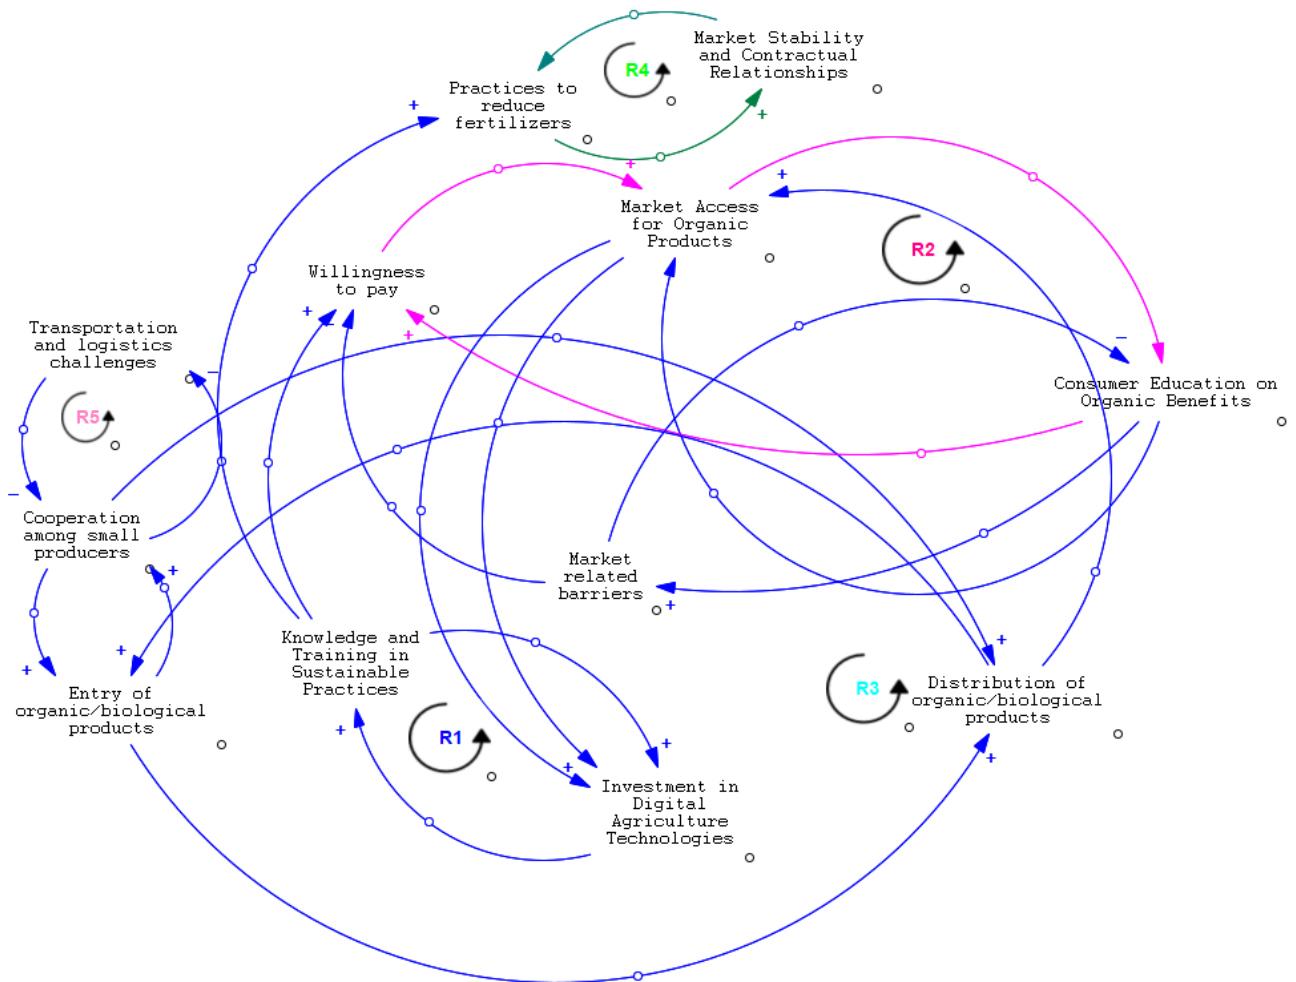 Market Stability
and Contractual
Relationships
R4
Practices to
reduce
fertilizers
+
+
+
+
Market Access
for Organic
Products
R2
Willingness
to pay
+
–
+
–
Transportation
and logistics
challenges
–
R5
Consumer Education on
Organic Benefits
–
Cooperation
among small
producers
+
Market
related
barriers
+
Knowledge and
Training in
Sustainable
Practices
+
+
+
Entry of
organic/biological
products
R3
Distribution of
organic/biological
products
+
+
R1
+
+
Investment in
Digital
Agriculture
Technologies